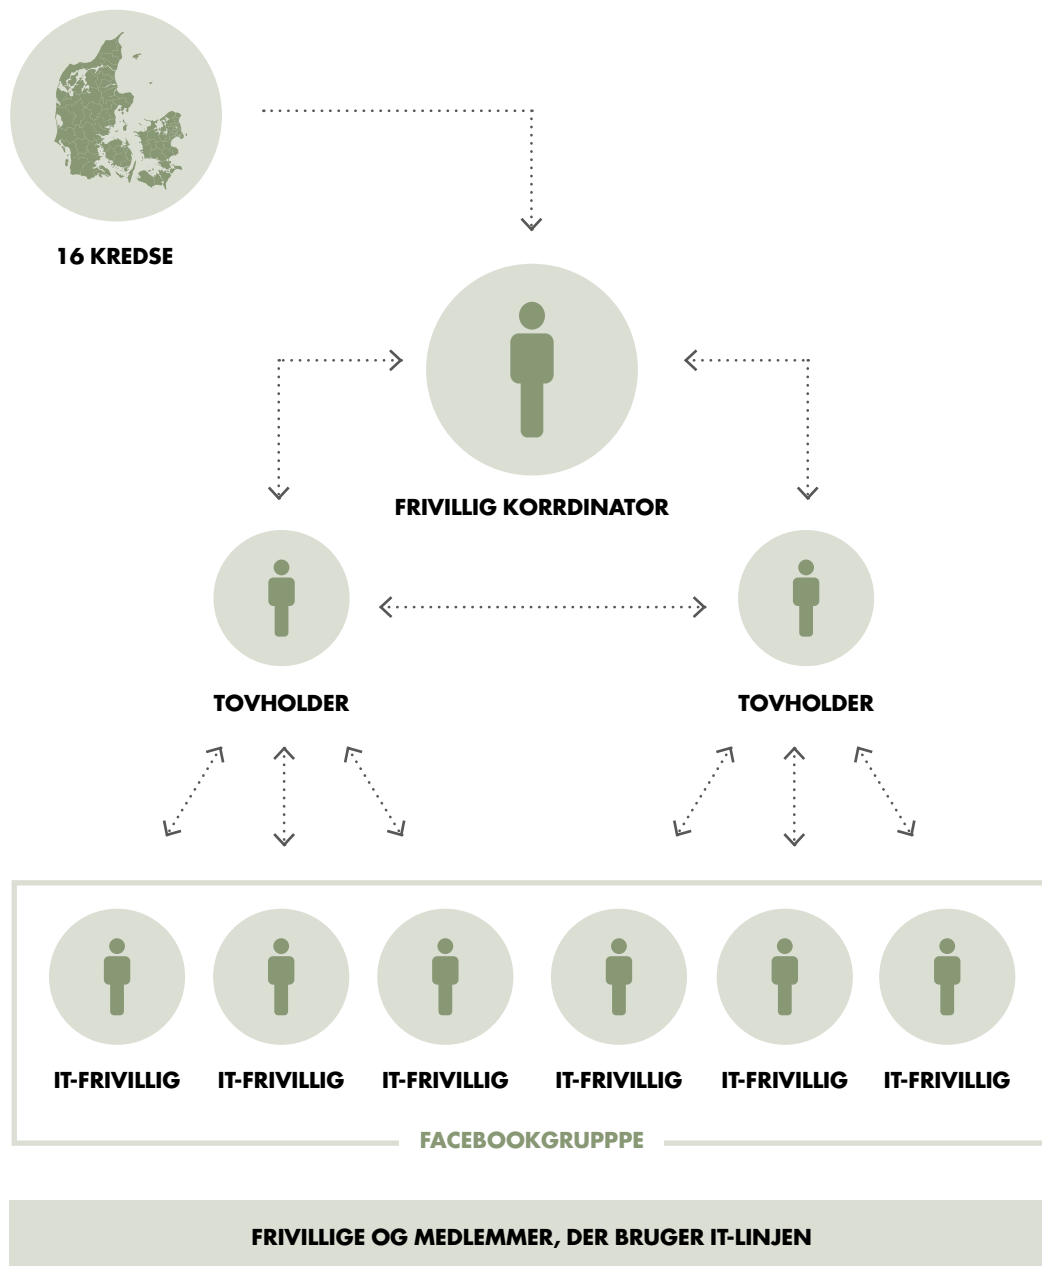 16 KREDSE
FRIVILLIG KORRDINATOR
TOVHOLDER
TOVHOLDER
IT-FRIVILLIG
IT-FRIVILLIG
IT-FRIVILLIG
IT-FRIVILLIG
IT-FRIVILLIG
IT-FRIVILLIG
FACEBOOKGRUPPPE
FRIVILLIGE OG MEDLEMMER, DER BRUGER IT-LINJEN